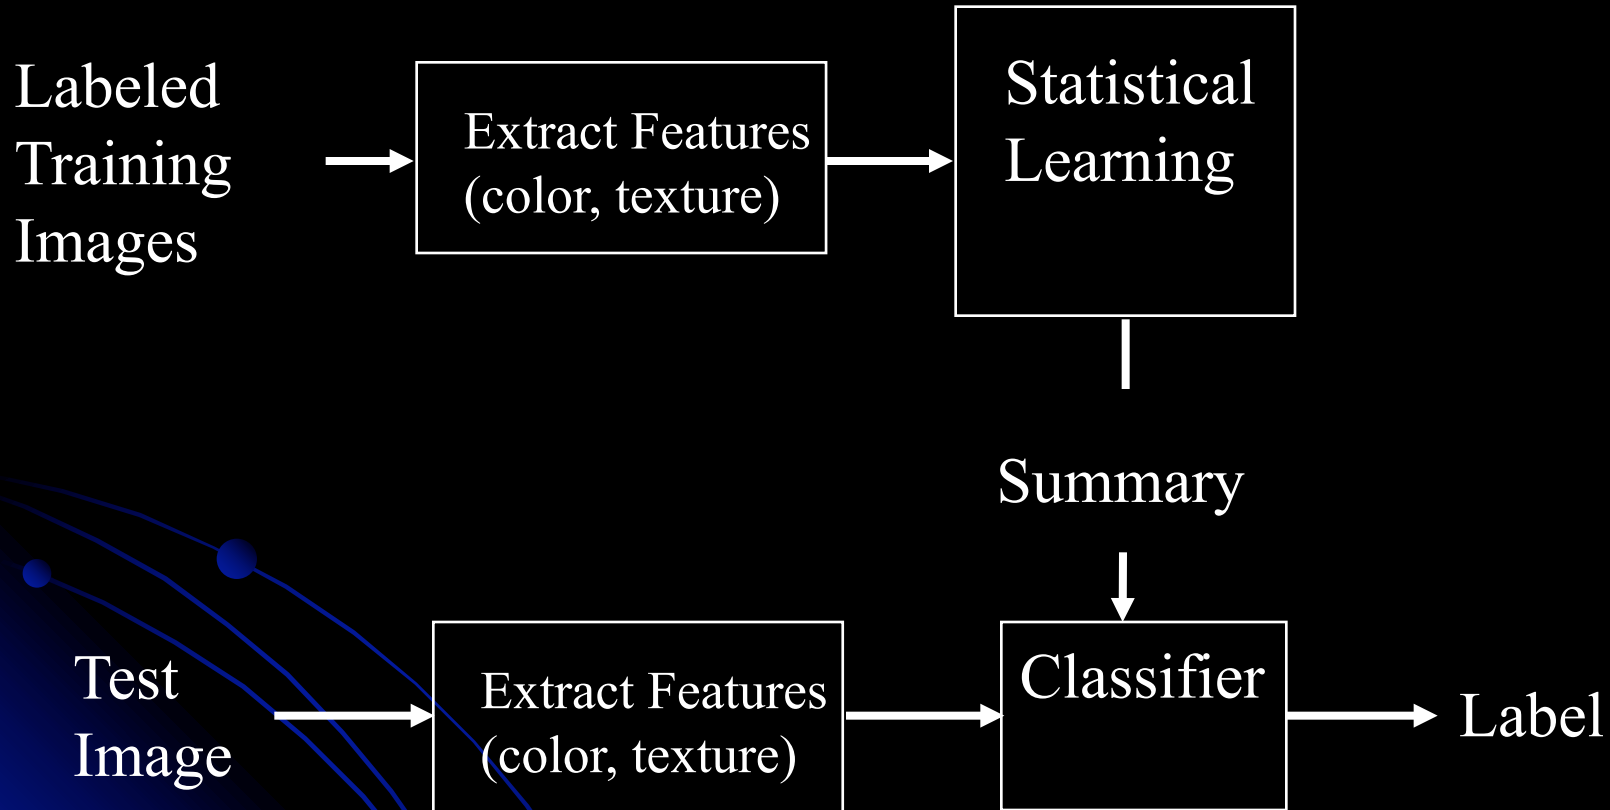 Labeled
Training
Images
Extract Features
(color, texture)
Statistical
Learning
Summary
Test
Image
Extract Features
(color, texture)
Classifier
Label